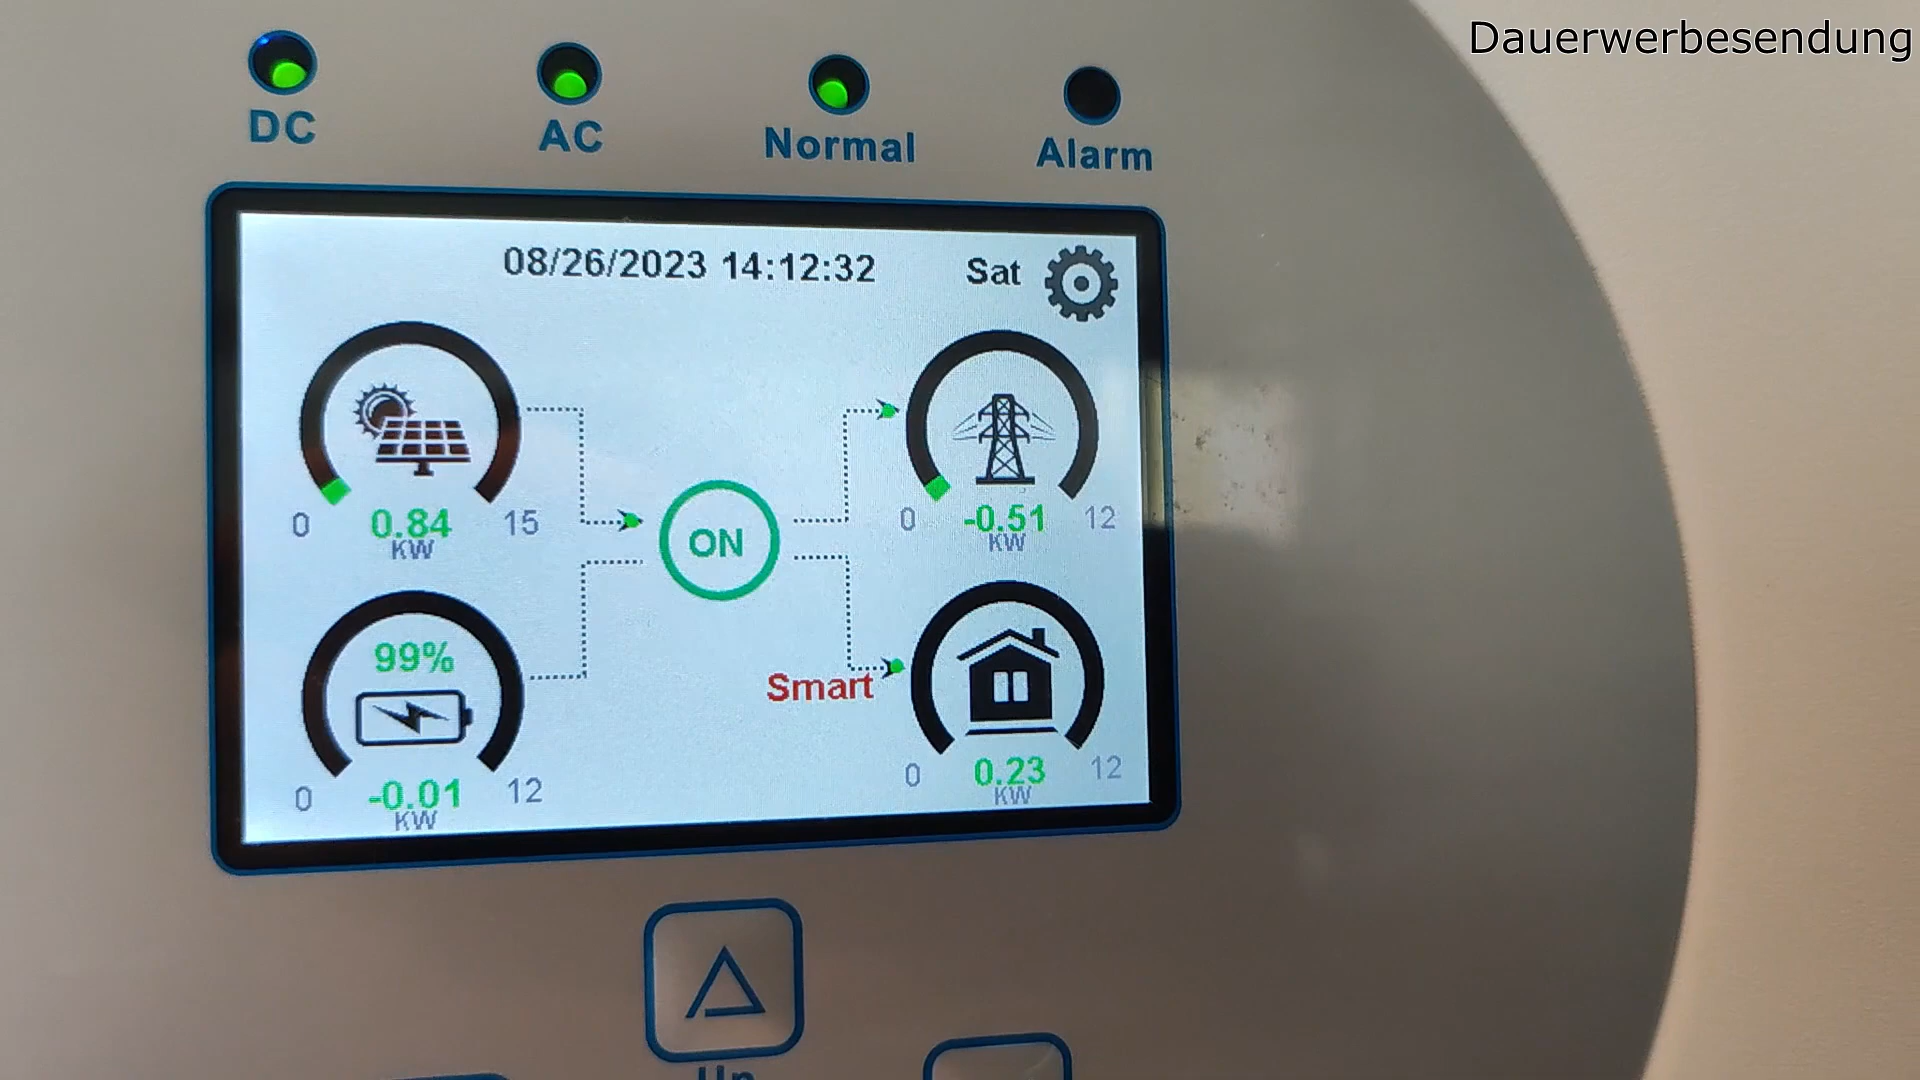 Dauerwerbesendung
DC
AC
Normal
Alarm
08/26/2023 14:12:32
Sat
0
0.84
15
KW
0
-0.51
12
KW
ON
99%
Smart
0
-0.01
12
KW
0
0.23
12
KW
Up